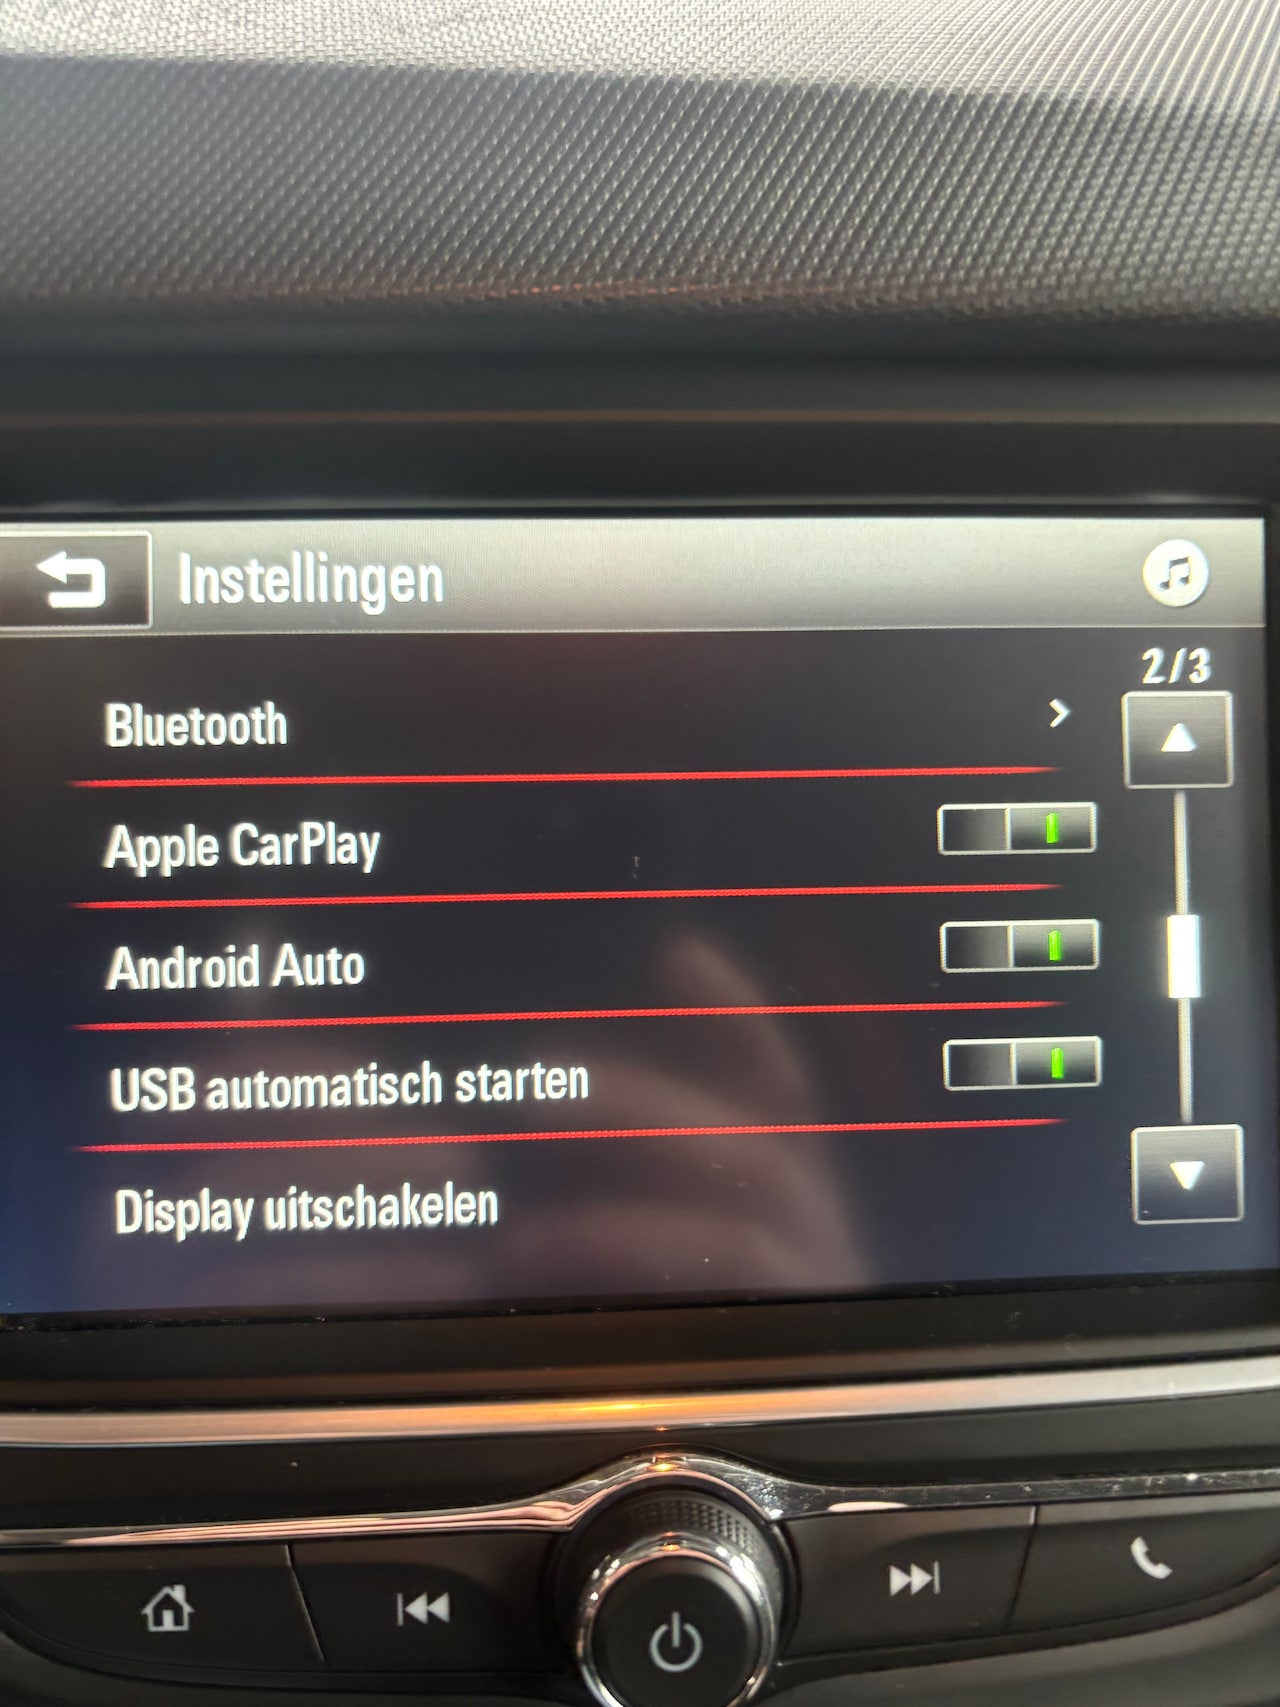 Instellingen
2/3
Bluetooth
Apple CarPlay
Android Auto
USB automatisch starten
Display uitschakelen